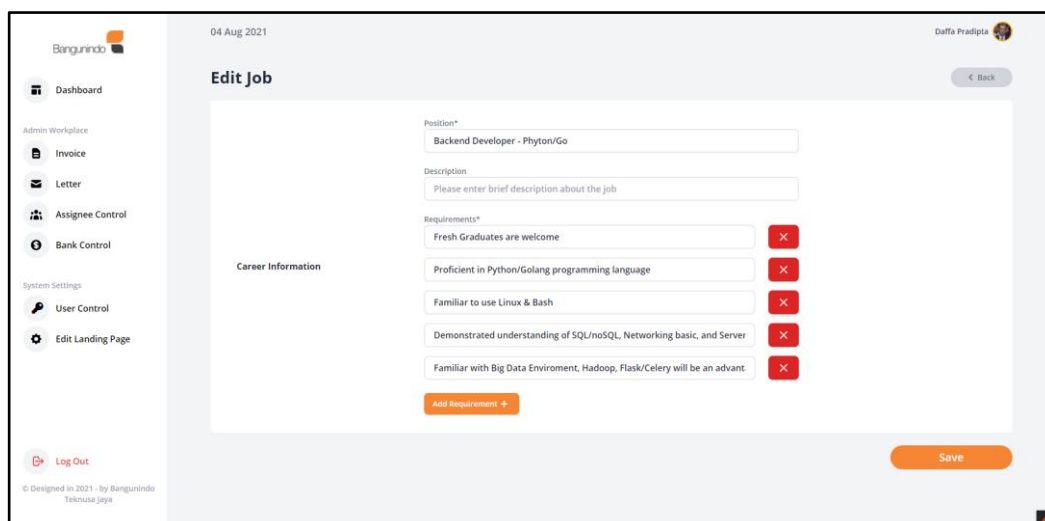 Bangunindo
Dashboard
Admin Workplace
Invoice
Letter
Assignee Control
Bank Control
System Settings
User Control
Edit Landing Page
Log Out
© Designed in 2021 - by Bangunindo
Teknusa Jaya
04 Aug 2021
Daffa Pradipta
Edit Job
Back
Career Information
Position*
Backend Developer - Phyton/Go
Description
Please enter brief description about the job
Requirements*
Fresh Graduates are welcome
Proficient in Python/Golang programming language
Familiar to use Linux & Bash
Demonstrated understanding of SQL/noSQL, Networking basic, and Server
Familiar with Big Data Enviroment, Hadoop, Flask/Celery will be an advant
Add Requirement +
Save